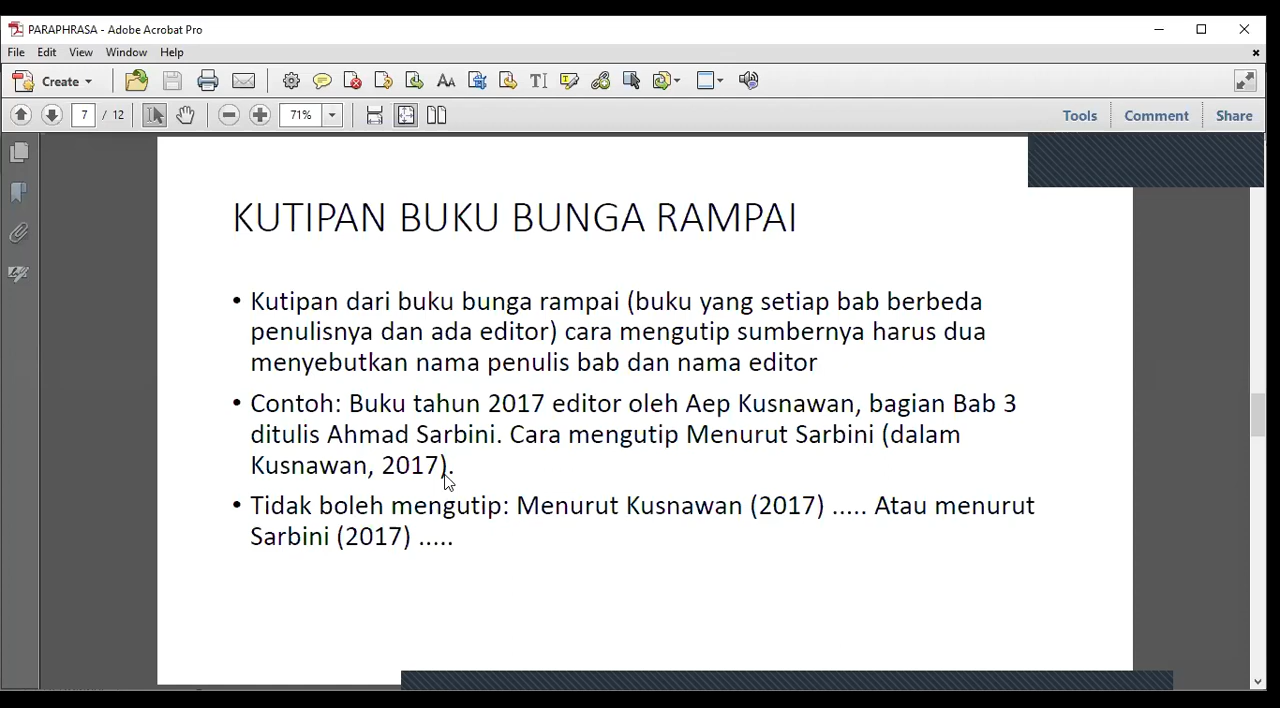 PARAPHRASA - Adobe Acrobat Pro
File Edit View Window Help
Create
7 / 12 71% Tools Comment Share
KUTIPAN BUKU BUNGA RAMPAI
• Kutipan dari buku bunga rampai (buku yang setiap bab berbeda
penulisnya dan ada editor) cara mengutip sumbernya harus dua
menyebutkan nama penulis bab dan nama editor
• Contoh: Buku tahun 2017 editor oleh Aep Kusnawan, bagian Bab 3
ditulis Ahmad Sarbini. Cara mengutip Menurut Sarbini (dalam
Kusnawan, 2017).
• Tidak boleh mengutip: Menurut Kusnawan (2017) ..... Atau menurut
Sarbini (2017) .....